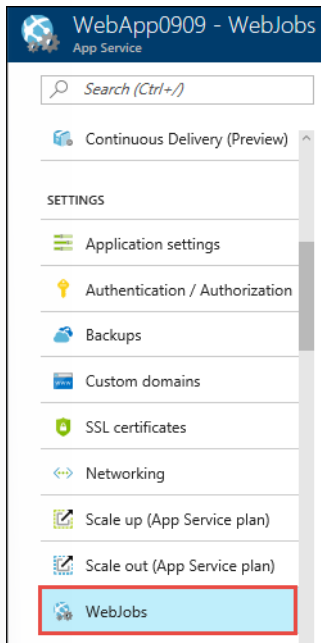 WebApp0909 - WebJobs
App Service
Search (Ctrl+/)
Continuous Delivery (Preview)
SETTINGS
Application settings
Authentication / Authorization
Backups
www
Custom domains
SSL certificates
Networking
Scale up (App Service plan)
Scale out (App Service plan)
WebJobs